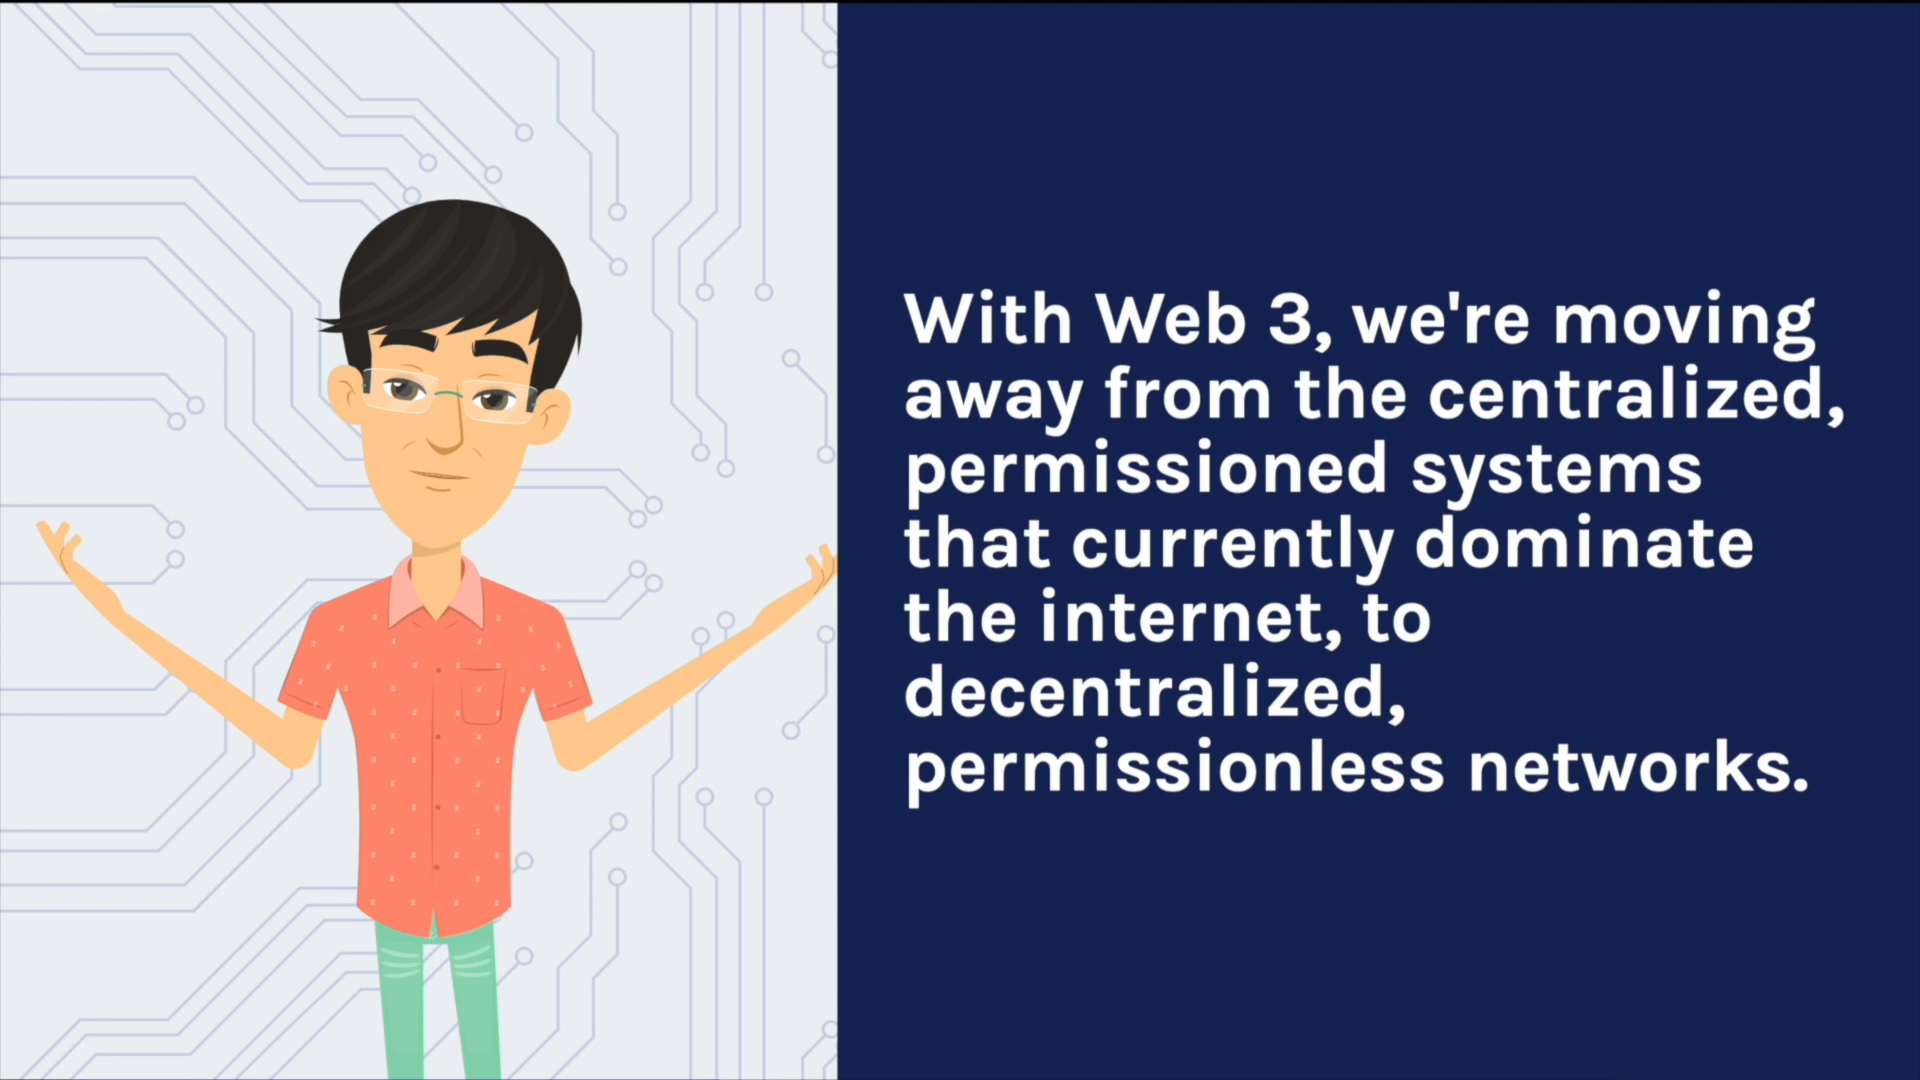 With Web 3, we're moving
away from the centralized,
permissioned systems
that currently dominate
the internet, to
decentralized,
permissionless networks.